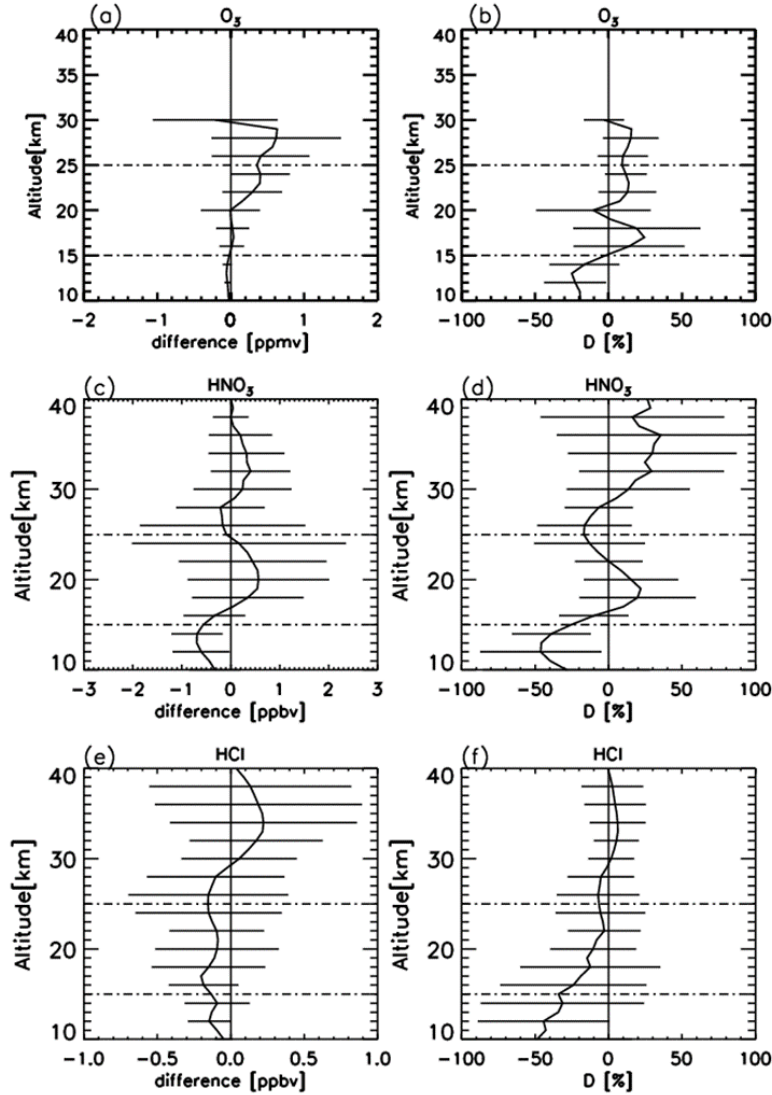 (a) O₃
(b) O₃
40
35
30
25
20
15
10
Altitude[km]
-2 -1 0 1 2
difference [ppmv]
40
35
30
25
20
15
10
Altitude[km]
-100 -50 0 50 100
D [%]
(c) HNO₃
(d) HNO₃
40
30
20
10
Altitude[km]
-3 -2 -1 0 1 2 3
difference [ppbv]
40
30
20
10
Altitude[km]
-100 -50 0 50 100
D [%]
(e) HCl
(f) HCl
40
30
20
10
Altitude[km]
-1.0 -0.5 0.0 0.5 1.0
difference [ppbv]
40
30
20
10
Altitude[km]
-100 -50 0 50 100
D [%]